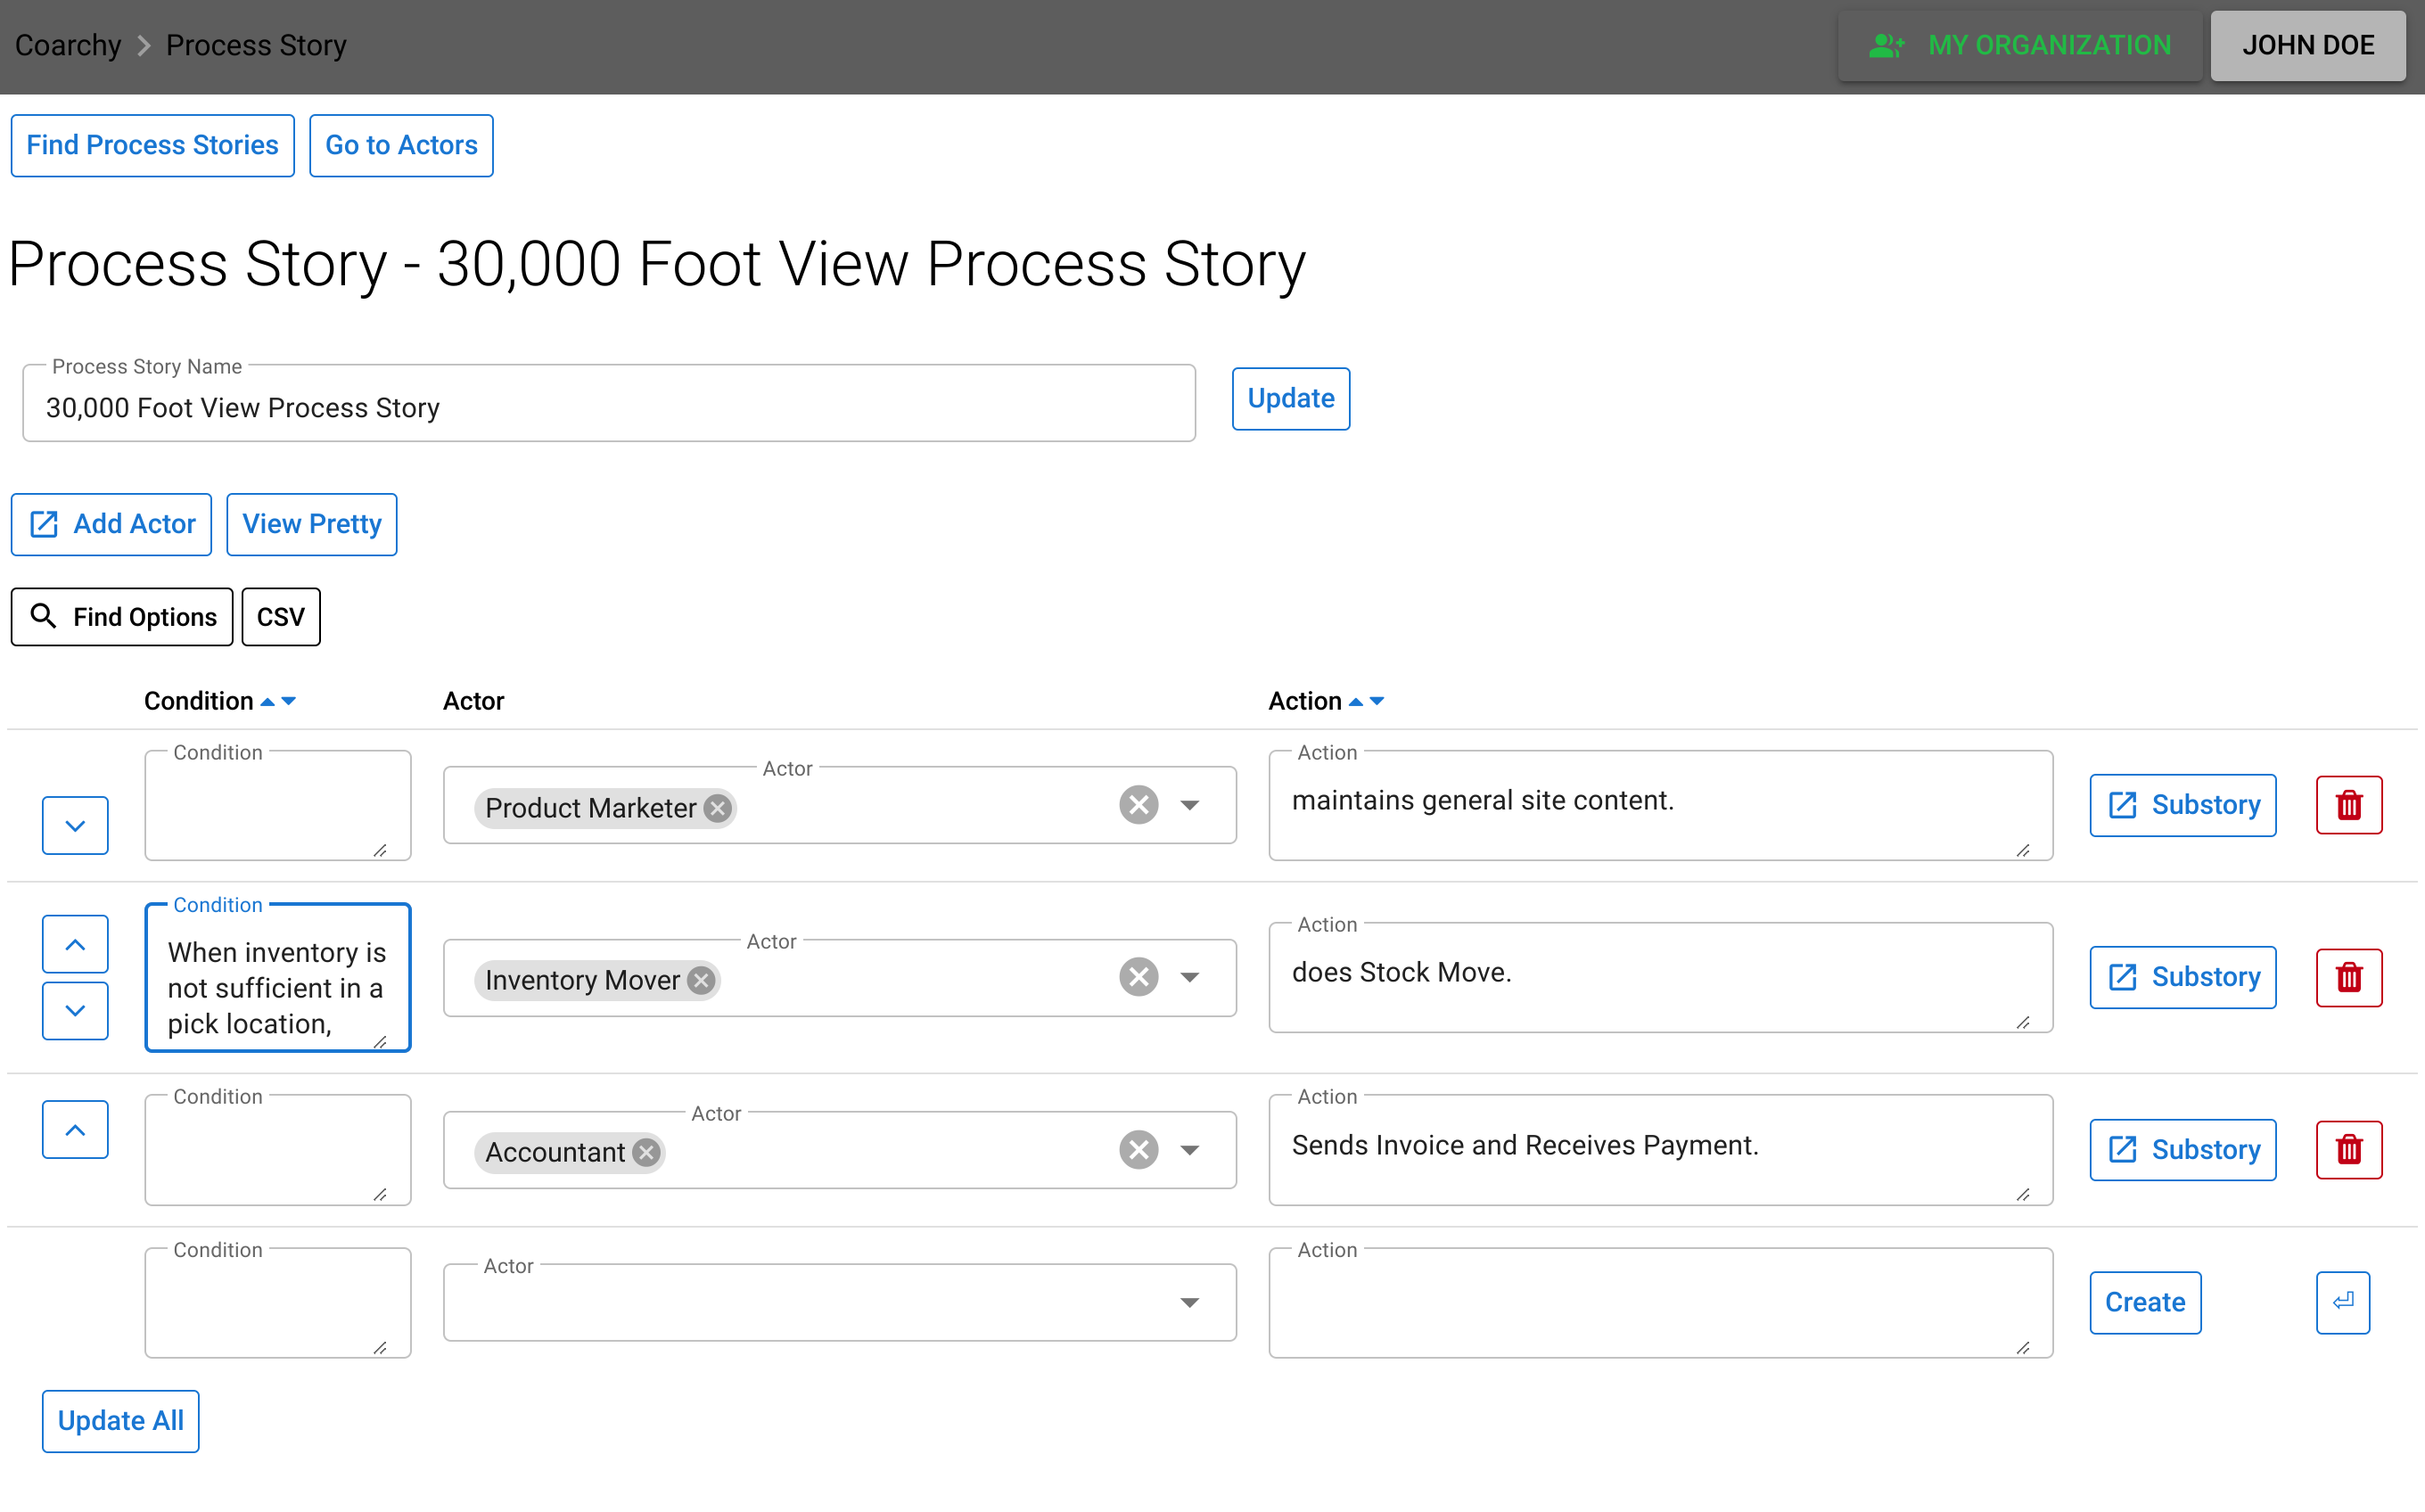 Coarchy > Process Story
MY ORGANIZATION
JOHN DOE
Find Process Stories
Go to Actors
Process Story - 30,000 Foot View Process Story
Process Story Name
30,000 Foot View Process Story
Update
Add Actor
View Pretty
Find Options
CSV
Condition
Actor
Action
Condition
Actor
Product Marketer
Action
maintains general site content.
Substory
Condition
When inventory is
not sufficient in a
pick location,
Actor
Inventory Mover
Action
does Stock Move.
Substory
Condition
Actor
Accountant
Action
Sends Invoice and Receives Payment.
Substory
Condition
Actor
Action
Create
Update All